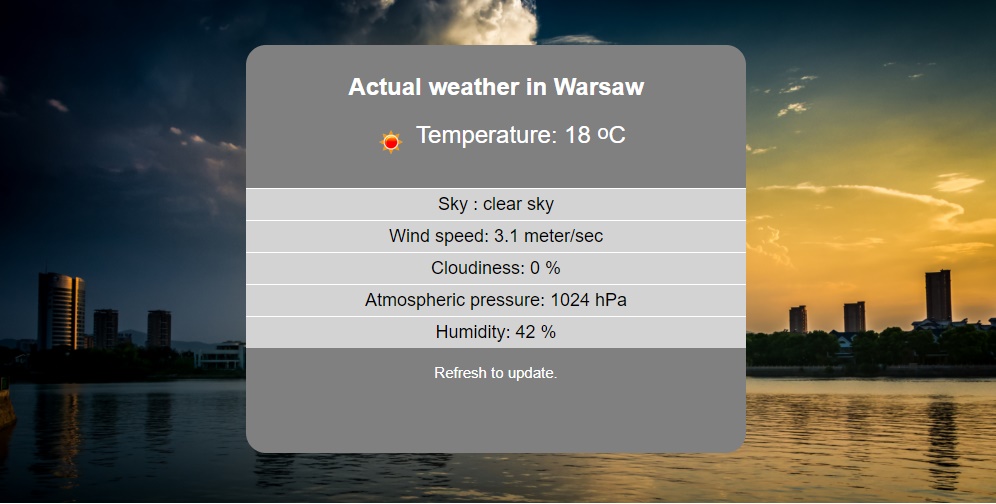 Actual weather in Warsaw
Temperature: 18 ºC
Sky : clear sky
Wind speed: 3.1 meter/sec
Cloudiness: 0 %
Atmospheric pressure: 1024 hPa
Humidity: 42 %
Refresh to update.